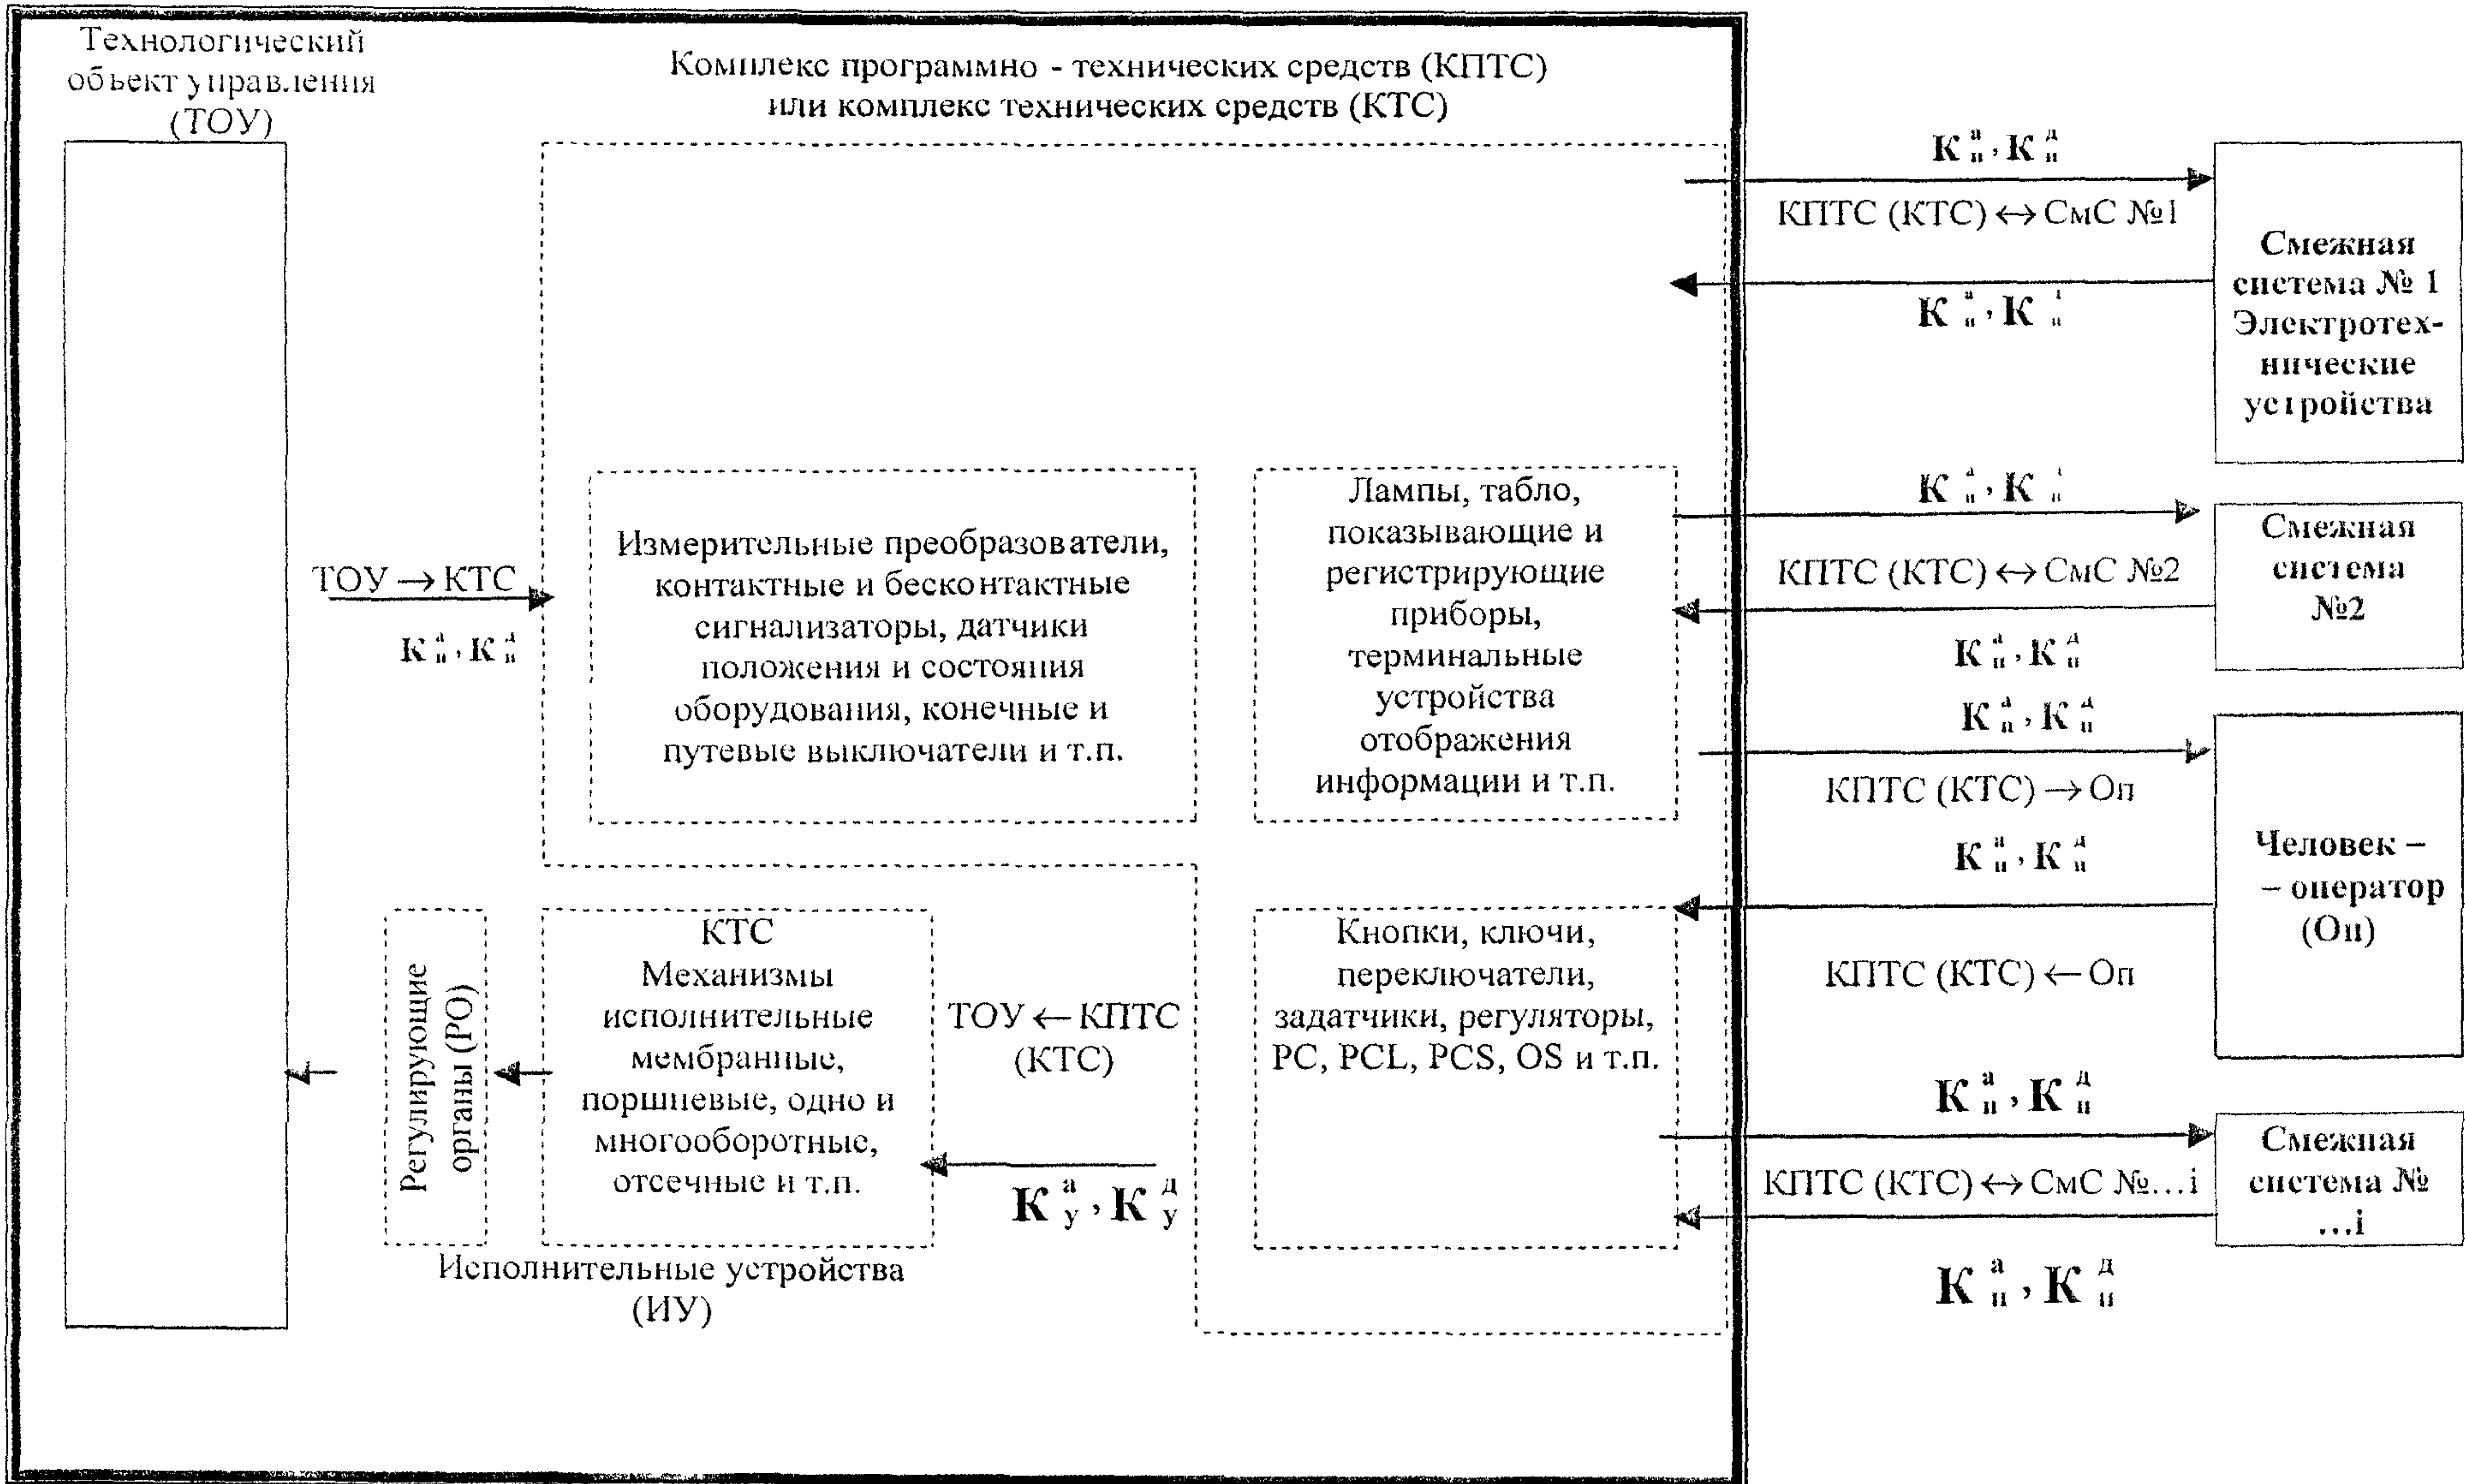 Технологический
объект управления
(ТОУ)
Комплекс программно - технических средств (КПТС)
или комплекс технических средств (КТС)
К а и , К д и
КПТС (КТС) ↔ СмС №1
К а и , К
Смежная
система № 1
Электротех-
нические
устройства
ТОУ → КТС
К а и , К д и
Измерительные преобразователи,
контактные и бесконтактные
сигнализаторы, датчики
положения и состояния
оборудования, конечные и
путевые выключатели и т.п.
Лампы, табло,
показывающие и
регистрирующие
приборы,
терминальные
устройства
отображения
информации и т.п.
К а и , К
КПТС (КТС) ↔ СмС №2
К а и , К д и
Смежная
система
№2
К а и , К д и
КПТС (КТС) → Оп
К а и , К д и
КПТС (КТС) ← Оп
Человек –
– оператор
(Оп)
Регулирующие
органы (РО)
КТС
Механизмы
исполнительные
мембранные,
поршневые, одно и
многооборотные,
отсечные и т.п.
Исполнительные устройства
(ИУ)
ТОУ ← КПТС
(КТС)
К а у , К д у
Кнопки, ключи,
переключатели,
задатчики, регуляторы,
PC, PCL, PCS, OS и т.п.
К а и , К д и
КПТС (КТС) ↔ СмС №…i
К а и , К д и
Смежная
система №
…i